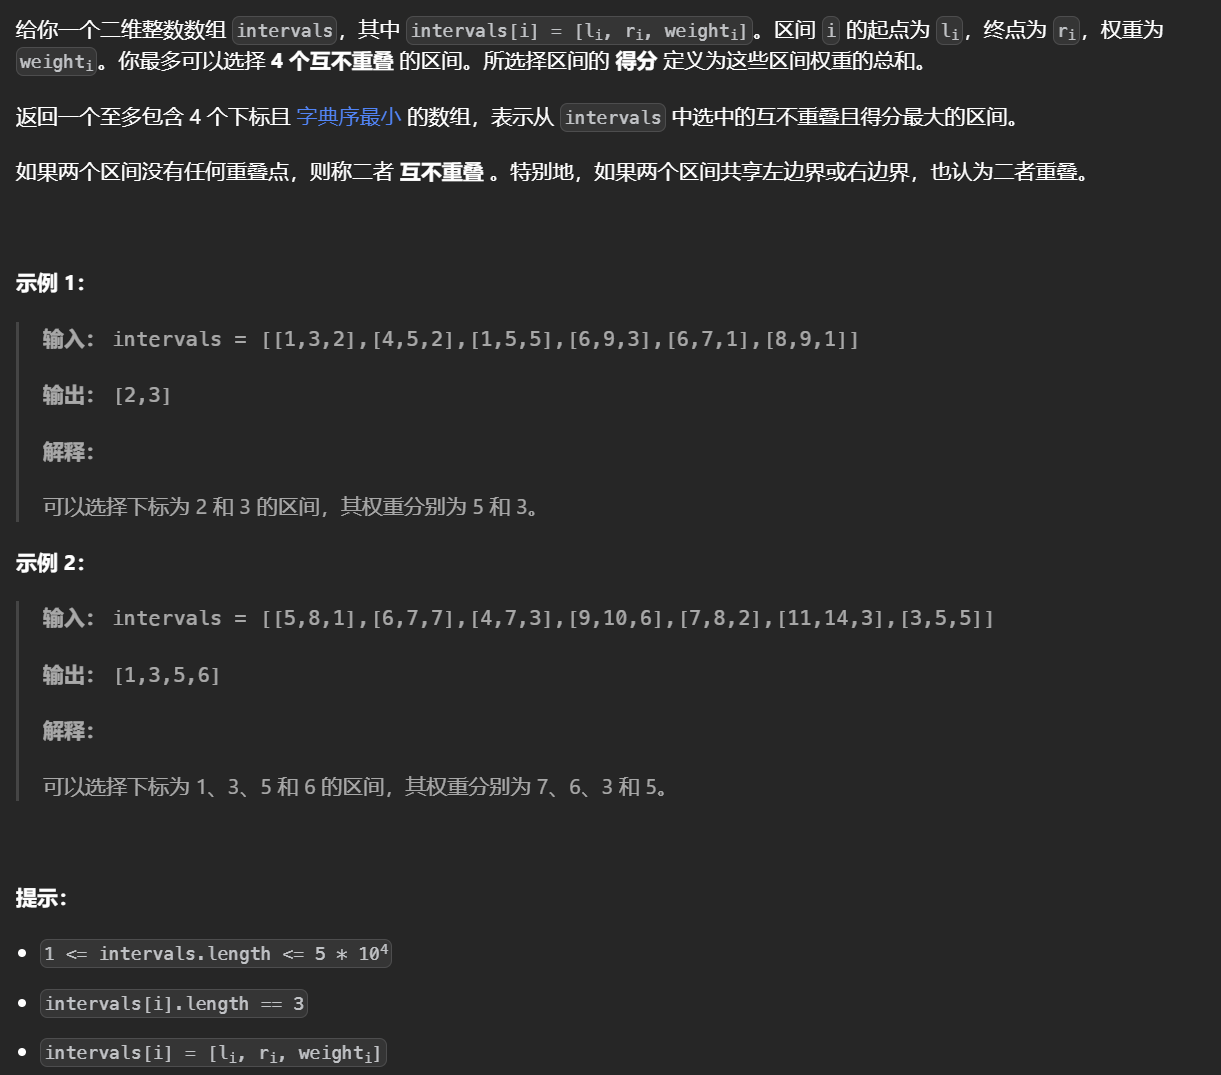 给你一个二维整数数组 intervals，其中 intervals[i] = [lᵢ, rᵢ, weightᵢ]。区间 i 的起点为 lᵢ，终点为 rᵢ，权重为
weightᵢ。你最多可以选择 4 个互不重叠 的区间。所选择区间的 得分 定义为这些区间权重的总和。
返回一个至多包含 4 个下标且 字典序最小 的数组，表示从 intervals 中选中的互不重叠且得分最大的区间。
如果两个区间没有任何重叠点，则称二者 互不重叠 。特别地，如果两个区间共享左边界或右边界，也认为二者重叠。
示例 1：
输入： intervals = [[1,3,2],[4,5,2],[1,5,5],[6,9,3],[6,7,1],[8,9,1]]
输出： [2,3]
解释：
可以选择下标为 2 和 3 的区间，其权重分别为 5 和 3。
示例 2：
输入： intervals = [[5,8,1],[6,7,7],[4,7,3],[9,10,6],[7,8,2],[11,14,3],[3,5,5]]
输出： [1,3,5,6]
解释：
可以选择下标为 1、3、5 和 6 的区间，其权重分别为 7、6、3 和 5。
提示：
• 1 <= intervals.length <= 5 * 10⁴
• intervals[i].length == 3
• intervals[i] = [lᵢ, rᵢ, weightᵢ]